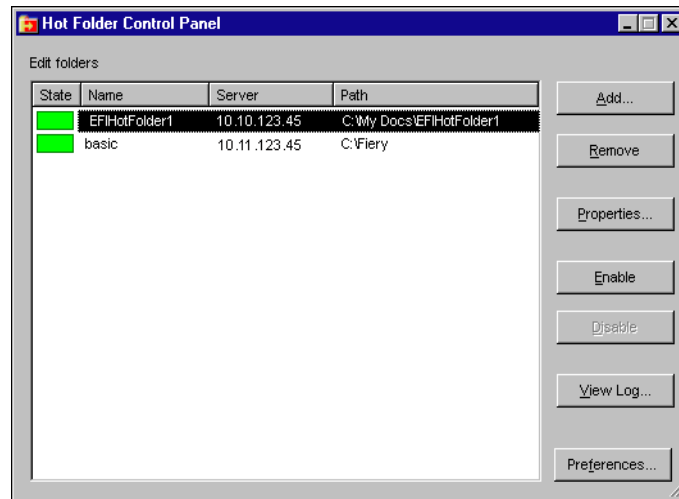 Hot Folder Control Panel
Edit folders
State Name Server Path
EFIHotFolder1 10.10.123.45 C:\My Docs\EFIHotFolder1
basic 10.11.123.45 C:\Fiery
Add...
Remove
Properties...
Enable
Disable
View Log...
Preferences...